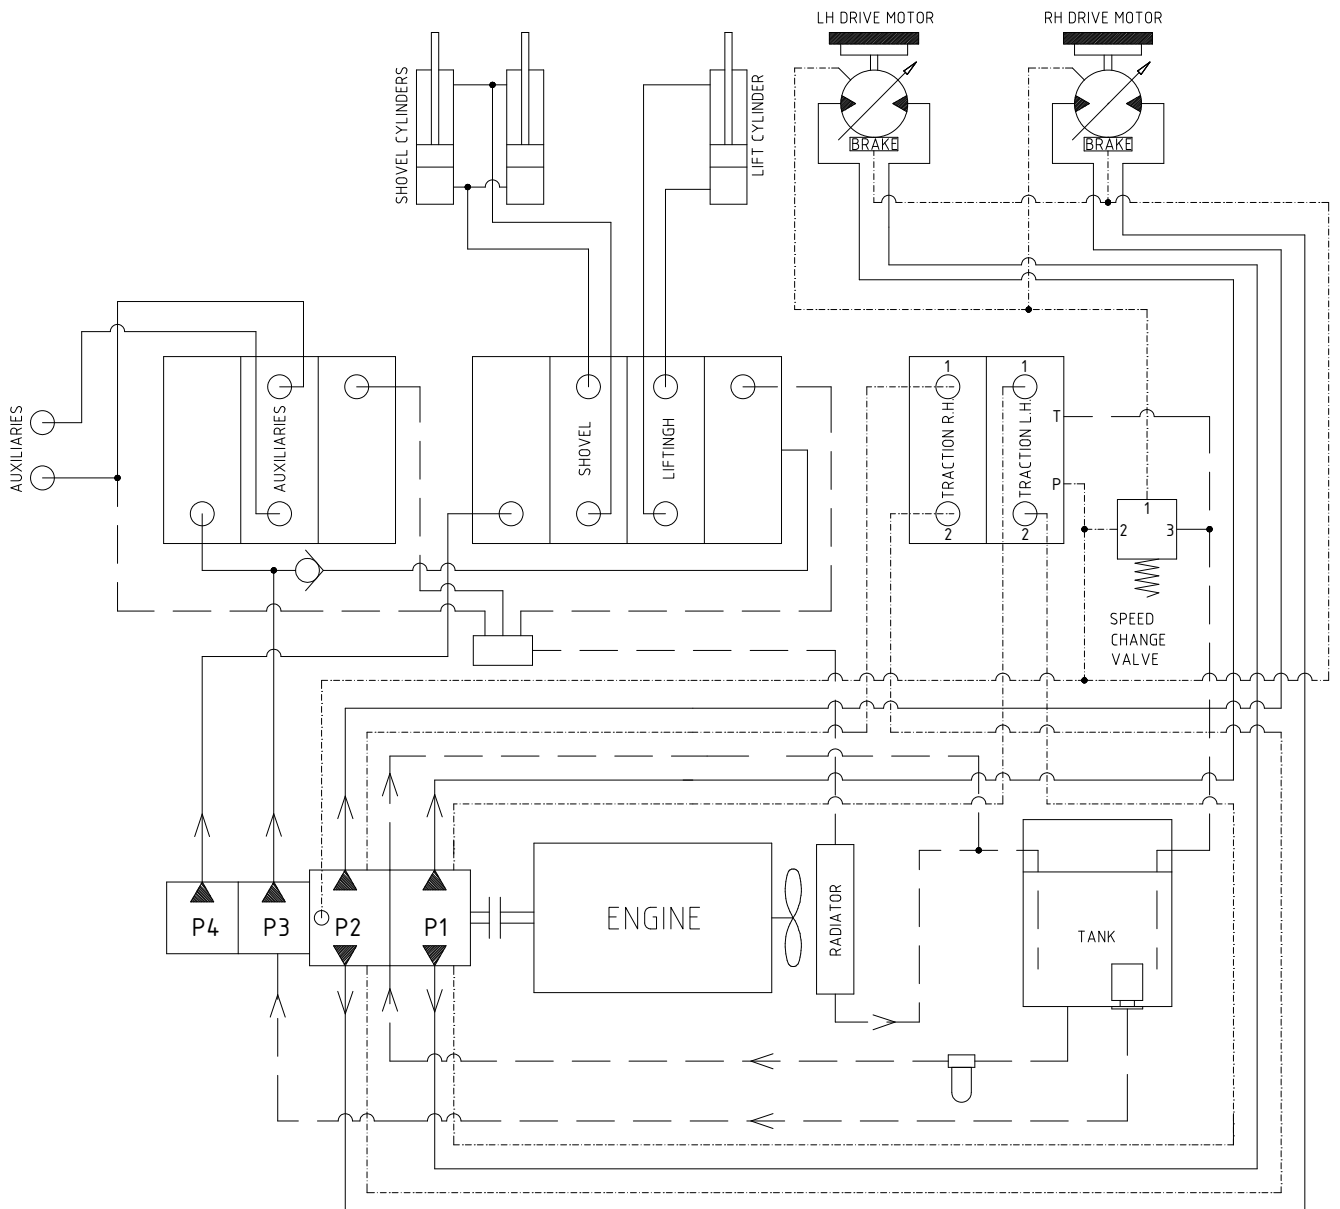 LH DRIVE MOTOR
RH DRIVE MOTOR
SHOVEL CYLINDERS
LIFT CYLINDER
BRAKE
BRAKE
AUXILIARIES
AUXILIARIES
SHOVEL
LIFTINGH
1
1
TRACTION R.H.
TRACTION L.H.
2
2
T
P
1
2
3
SPEED
CHANGE
VALVE
P4
P3
P2
P1
ENGINE
RADIATOR
TANK